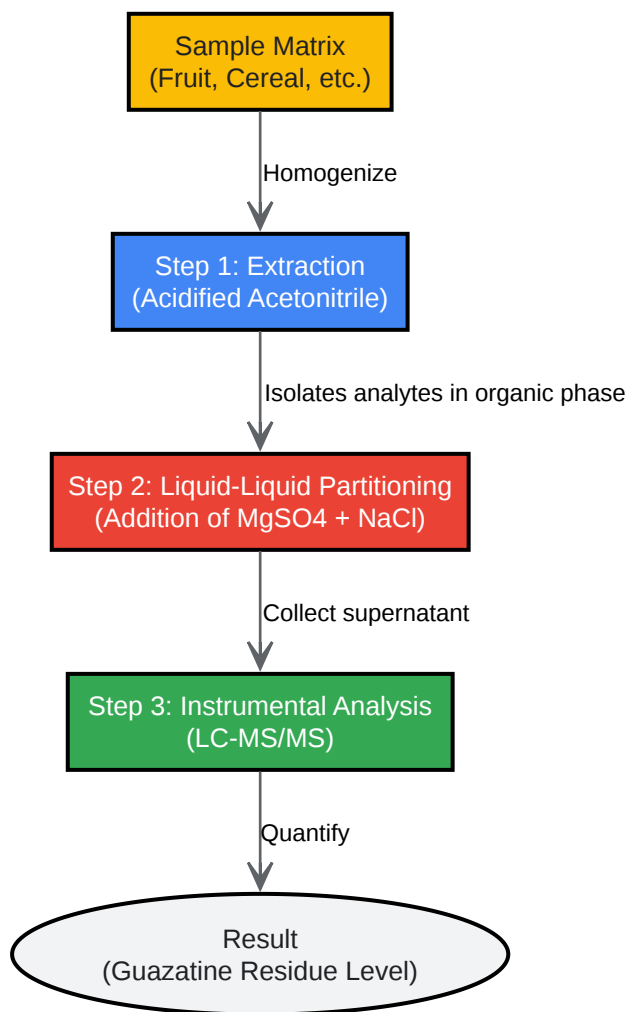 Sample Matrix
(Fruit, Cereal, etc.)
Homogenize
Step 1: Extraction
(Acidified Acetonitrile)
Isolates analytes in organic phase
Step 2: Liquid-Liquid Partitioning
(Addition of MgSO4 + NaCl)
Collect supernatant
Step 3: Instrumental Analysis
(LC-MS/MS)
Quantify
Result
(Guazatine Residue Level)